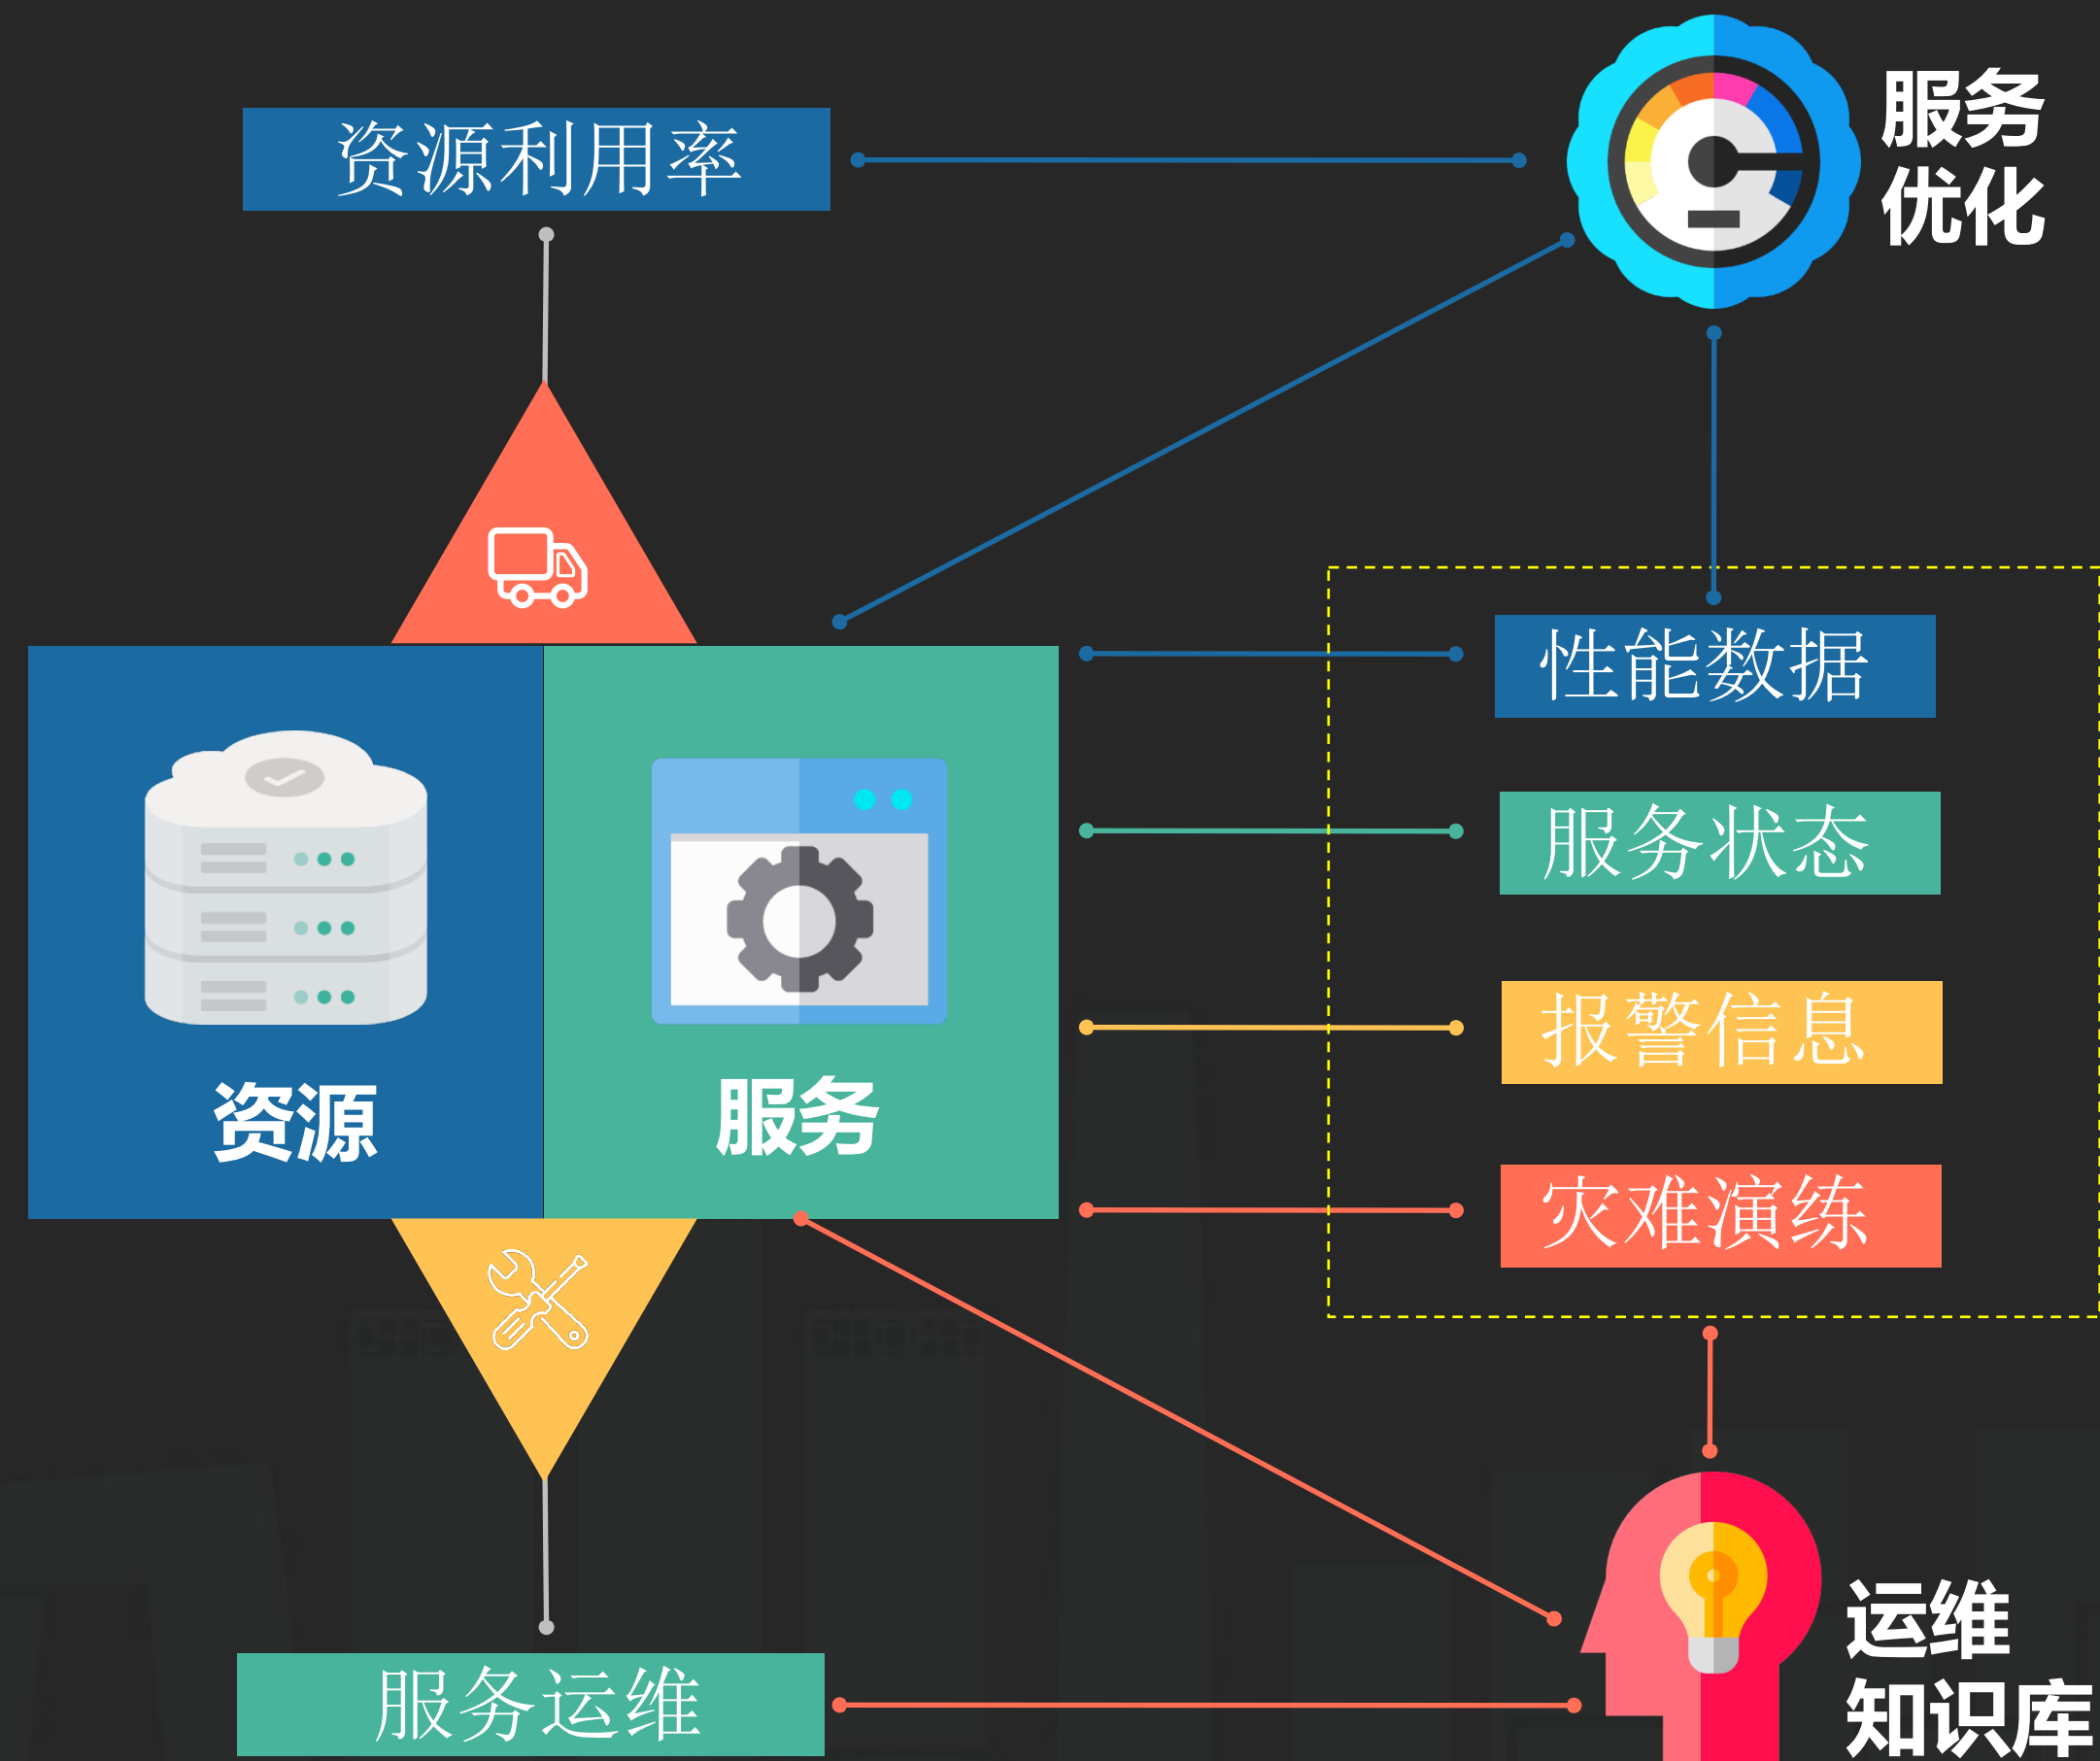 服务
优化
资源利用率
性能数据
服务状态
报警信息
灾难演练
资源
服务
服务运维
运维
知识库